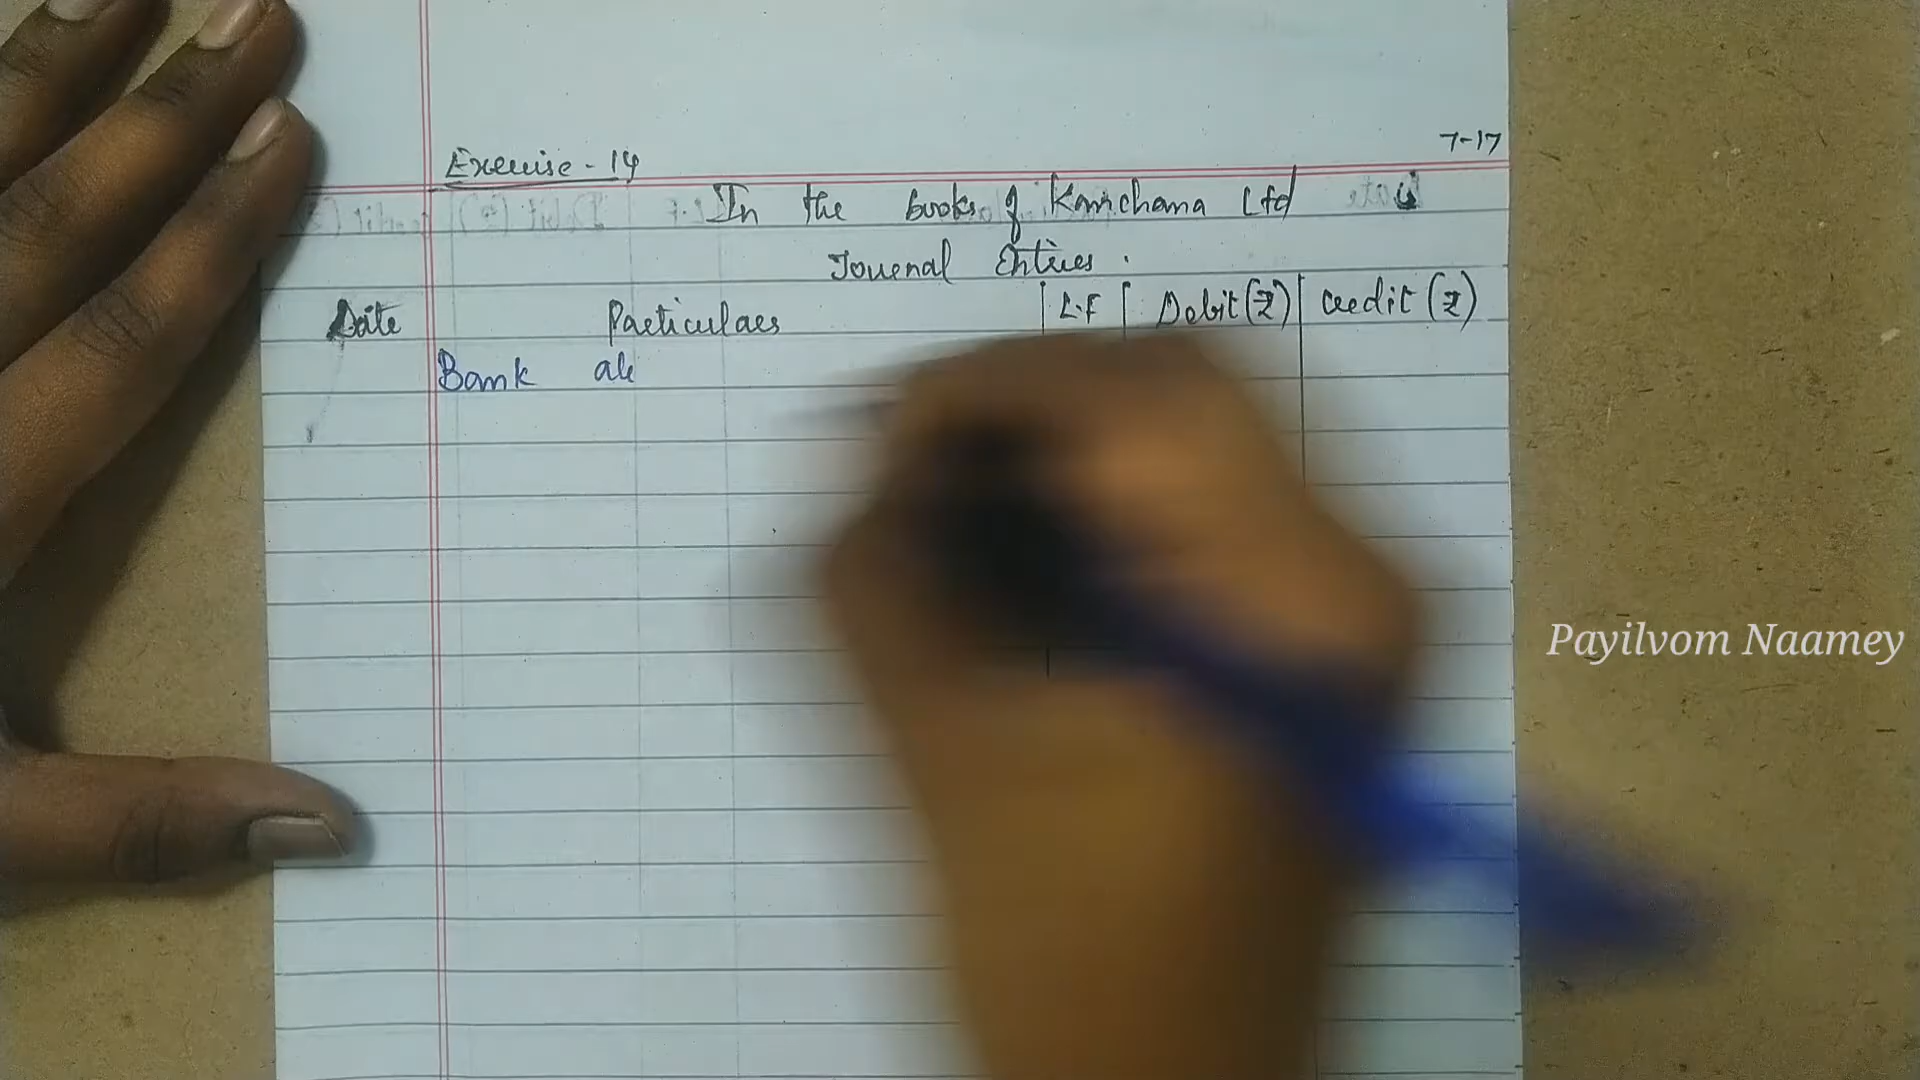 7-17
Exercise - 14
In the books of Kanchana Ltd
Journal Entries .
Date Particulars L.F Debit (₹) Credit (₹)
Bank a/c
Payilvom Naamey